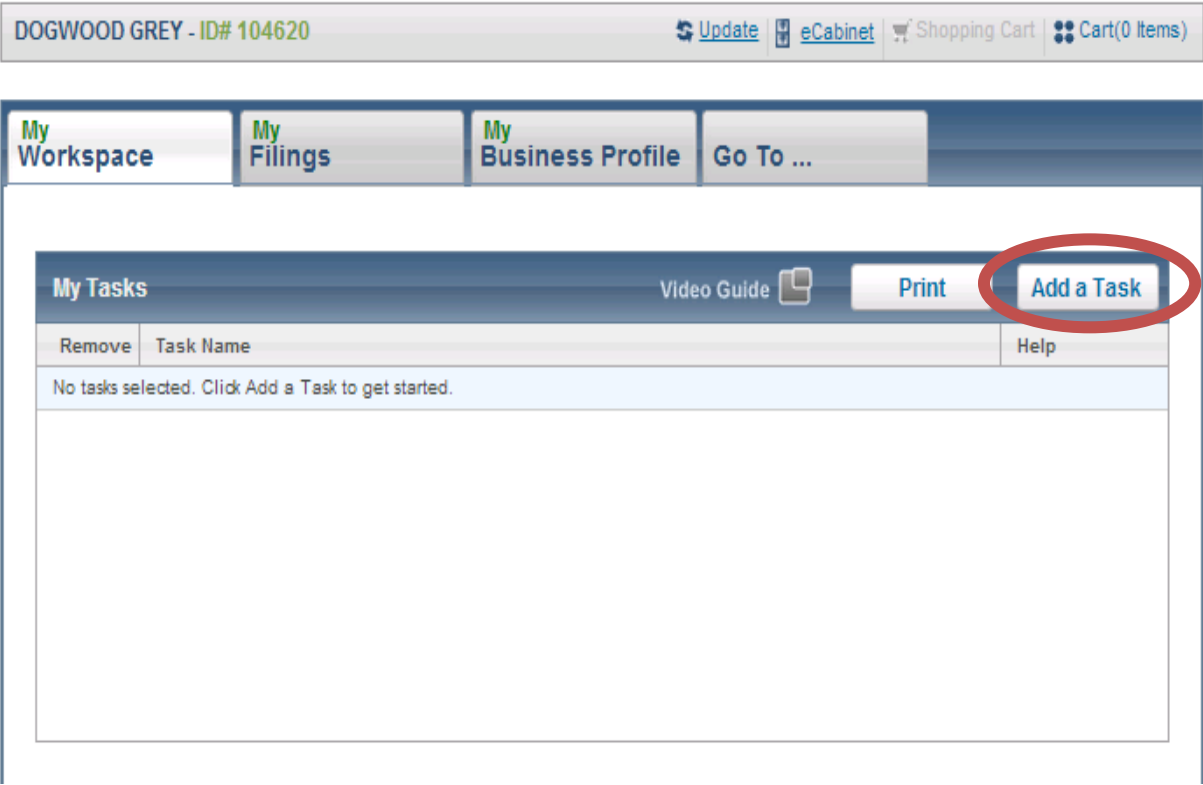 DOGWOOD GREY - ID# 104620 Update eCabinet Shopping Cart Cart(0 Items)
My Workspace
My Filings
My Business Profile
Go To ...
My Tasks Video Guide Print Add a Task
Remove Task Name Help
No tasks selected. Click Add a Task to get started.